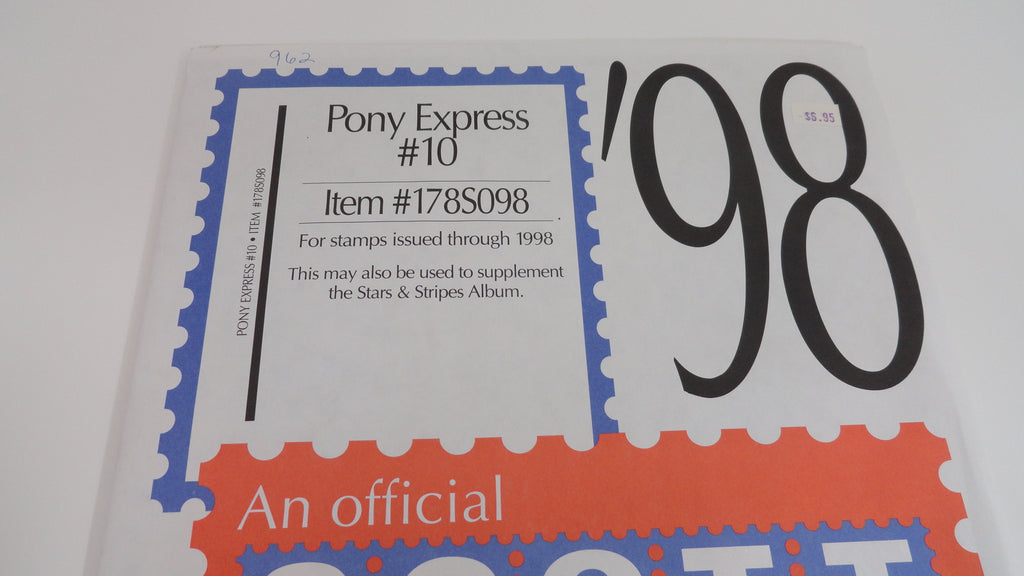 962
'98
$6.95
Pony Express
#10
Item #178S098
For stamps issued through 1998
This may also be used to supplement
the Stars & Stripes Album.
PONY EXPRESS #10 • ITEM #178S098
An official
SCOTT